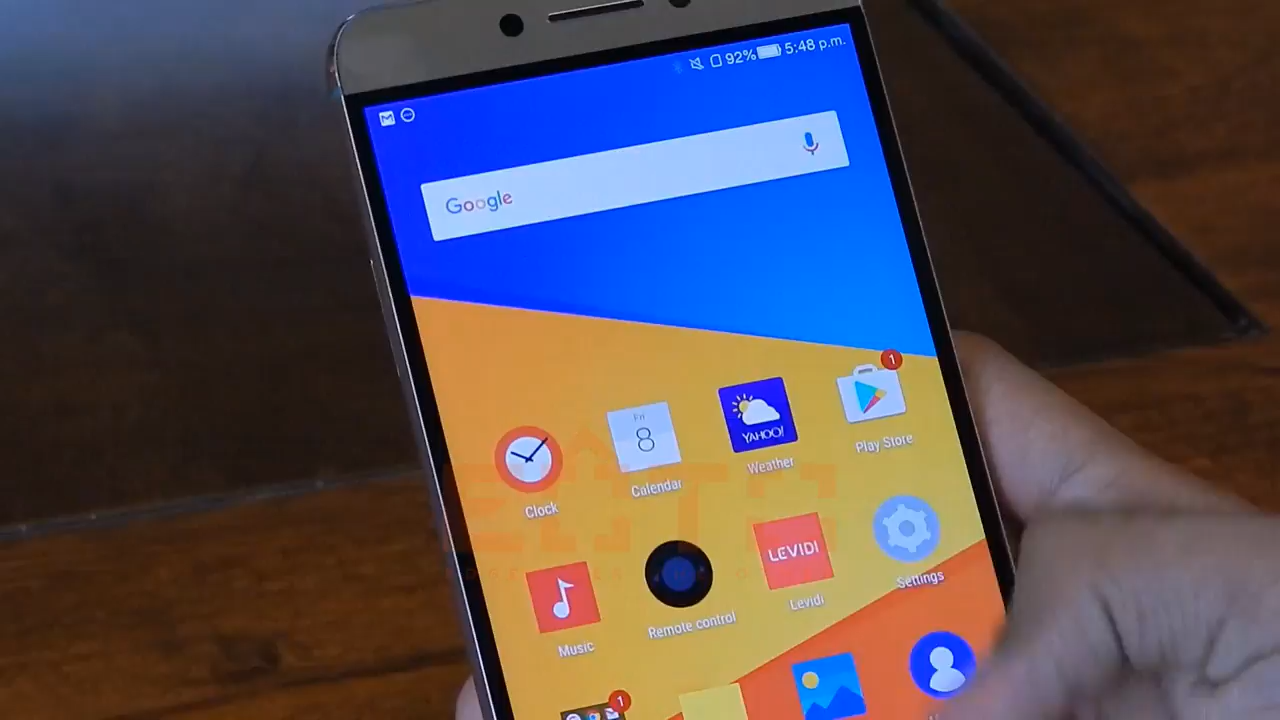 92% 5:48 p.m.
Google
Fri
8
YAHOO!
1
Clock
Calendar
Weather
Play Store
LEVIDI
Music
Remote control
Levidi
Settings
1